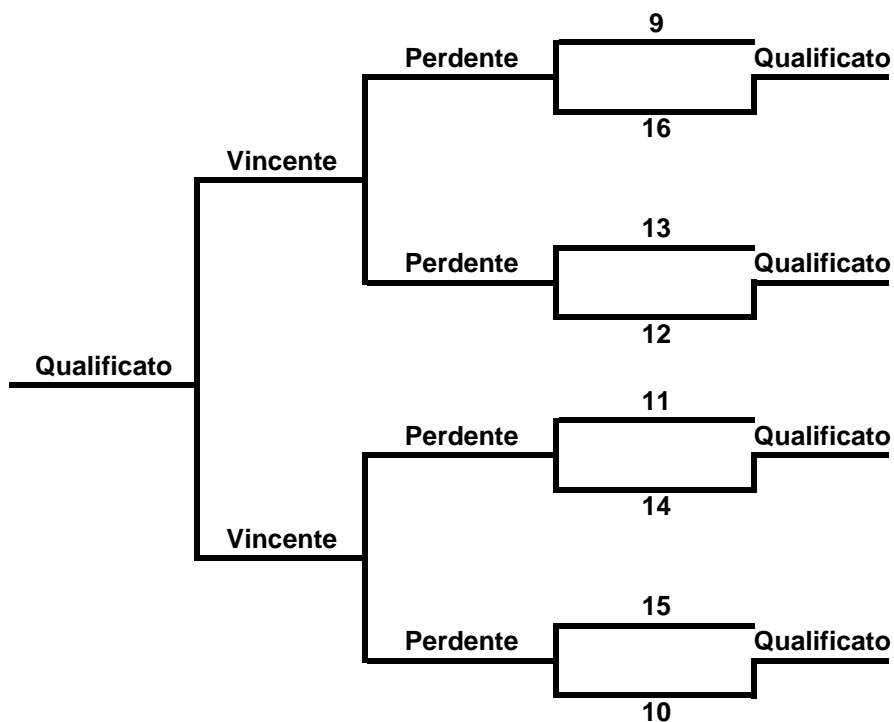 9
Perdente
Qualificato
16
Vincente
13
Perdente
Qualificato
12
Qualificato
11
Perdente
Qualificato
14
Vincente
15
Perdente
Qualificato
10